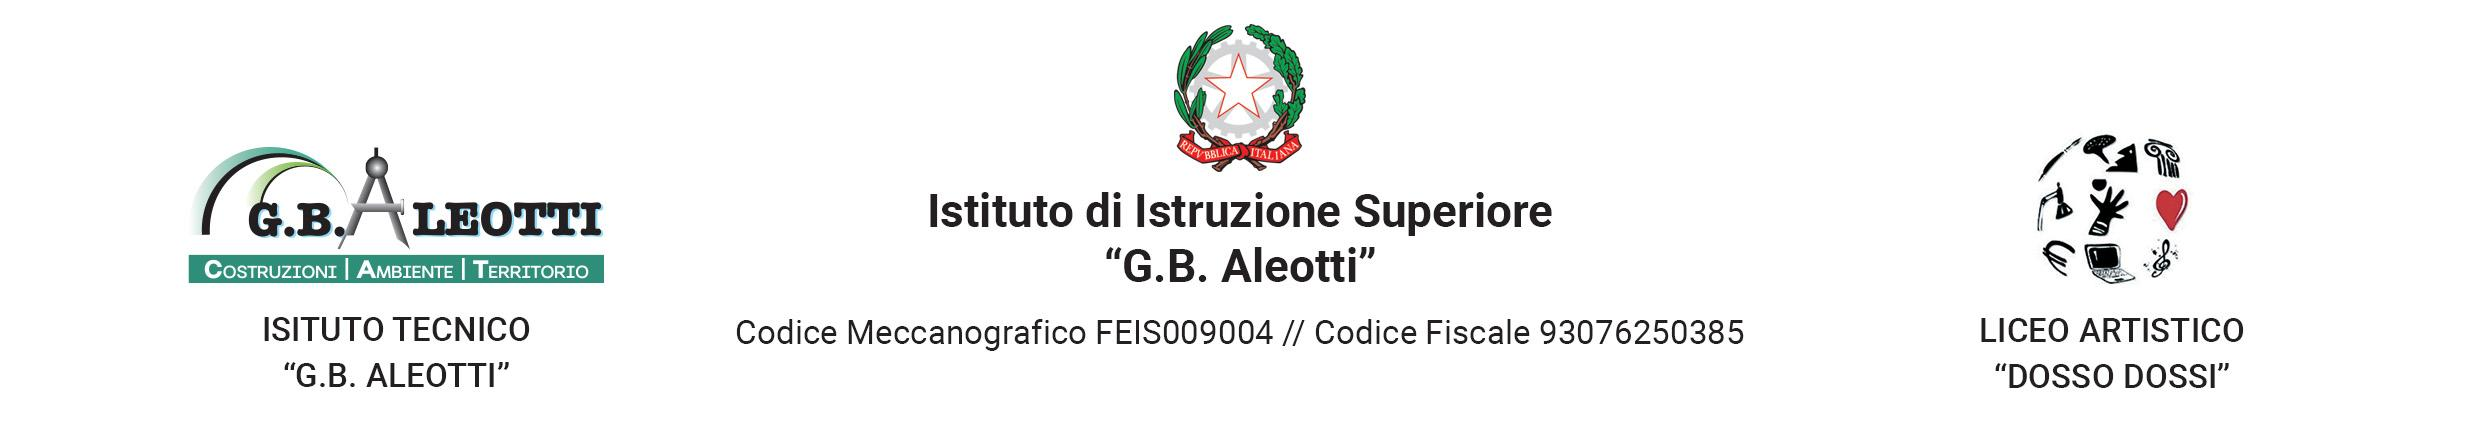 G.B. ALEOTTI
COSTRUZIONI | AMBIENTE | TERRITORIO
ISITUTO TECNICO
“G.B. ALEOTTI”
REPVBBLICA ITALIANA
Istituto di Istruzione Superiore
“G.B. Aleotti”
Codice Meccanografico FEIS009004 // Codice Fiscale 93076250385
LICEO ARTISTICO
“DOSSO DOSSI”